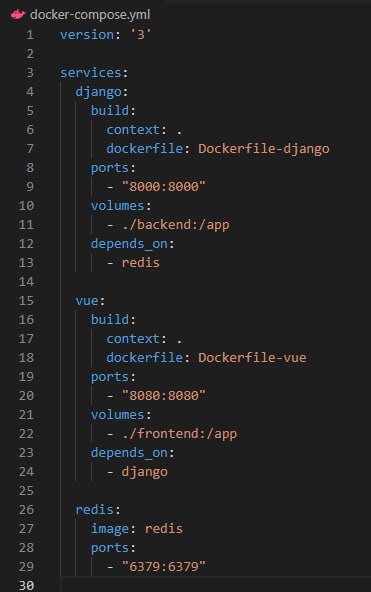 docker-compose.yml
1 version: '3'
2
3 services:
4   django:
5     build:
6       context: .
7       dockerfile: Dockerfile-django
8     ports:
9       - "8000:8000"
10     volumes:
11       - ./backend:/app
12     depends_on:
13       - redis
14
15   vue:
16     build:
17       context: .
18       dockerfile: Dockerfile-vue
19     ports:
20       - "8080:8080"
21     volumes:
22       - ./frontend:/app
23     depends_on:
24       - django
25
26   redis:
27     image: redis
28     ports:
29       - "6379:6379"
30